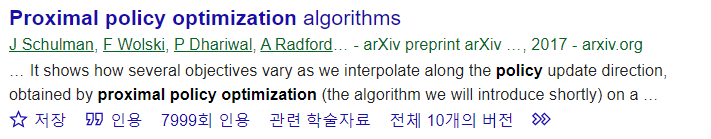 Proximal policy optimization algorithms
J Schulman, F Wolski, P Dhariwal, A Radford… - arXiv preprint arXiv …, 2017 - arxiv.org
… It shows how several objectives vary as we interpolate along the policy update direction,
obtained by proximal policy optimization (the algorithm we will introduce shortly) on a …
저장 인용 7999회 인용 관련 학술자료 전체 10개의 버전